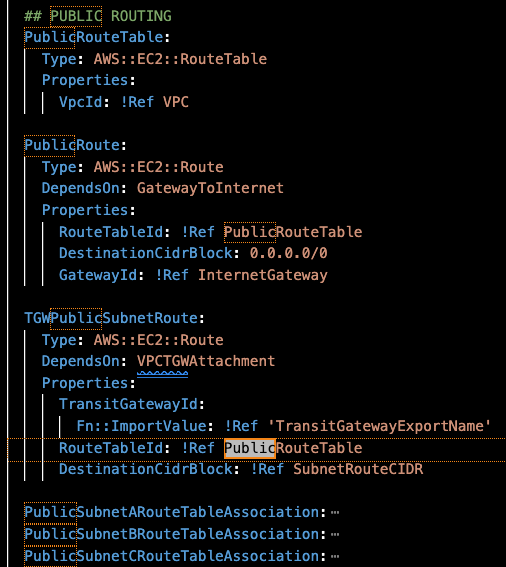 ## PUBLIC ROUTING
PublicRouteTable:
Type: AWS::EC2::RouteTable
Properties:
VpcId: !Ref VPC
PublicRoute:
Type: AWS::EC2::Route
DependsOn: GatewayToInternet
Properties:
RouteTableId: !Ref PublicRouteTable
DestinationCidrBlock: 0.0.0.0/0
GatewayId: !Ref InternetGateway
TGWPublicSubnetRoute:
Type: AWS::EC2::Route
DependsOn: VPCTGWAttachment
Properties:
TransitGatewayId:
Fn::ImportValue: !Ref 'TransitGatewayExportName'
RouteTableId: !Ref PublicRouteTable
DestinationCidrBlock: !Ref SubnetRouteCIDR
PublicSubnetARouteTableAssociation:⋯
PublicSubnetBRouteTableAssociation:⋯
PublicSubnetCRouteTableAssociation:⋯